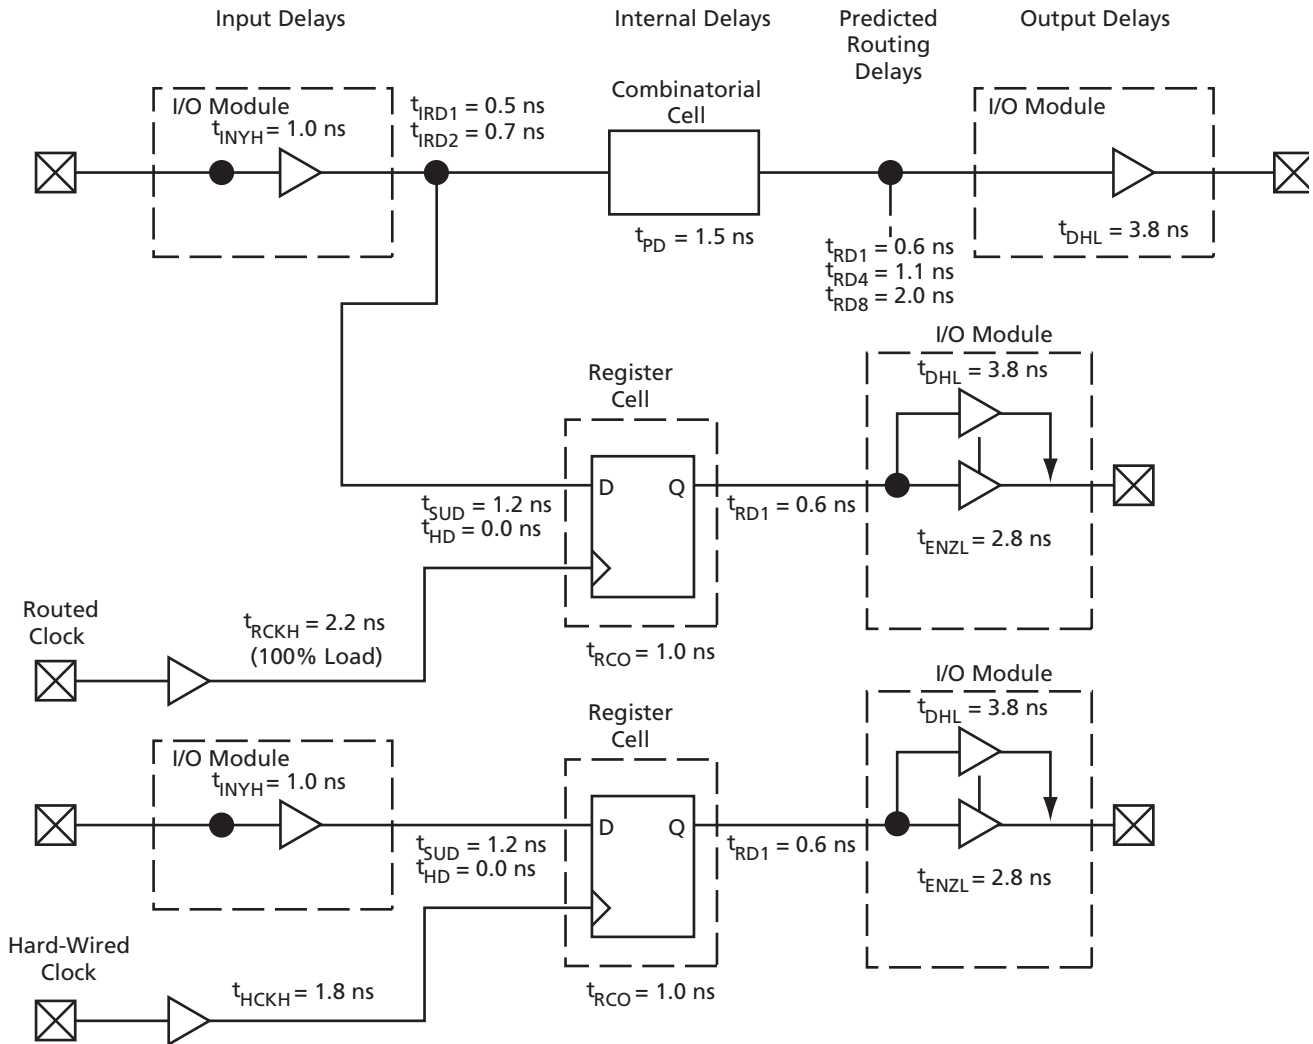 Input Delays
Internal Delays
Predicted
Routing
Delays
Output Delays
I/O Module
tINYH = 1.0 ns
tIRD1 = 0.5 ns
tIRD2 = 0.7 ns
Combinatorial
Cell
tPD = 1.5 ns
tRD1 = 0.6 ns
tRD4 = 1.1 ns
tRD8 = 2.0 ns
I/O Module
tDHL = 3.8 ns
Register
Cell
D
Q
tSUD = 1.2 ns
tHD = 0.0 ns
tRCO = 1.0 ns
tRD1 = 0.6 ns
I/O Module
tDHL = 3.8 ns
tENZL = 2.8 ns
Routed
Clock
tRCKH = 2.2 ns
(100% Load)
I/O Module
tINYH = 1.0 ns
Register
Cell
D
Q
tSUD = 1.2 ns
tHD = 0.0 ns
tRCO = 1.0 ns
tRD1 = 0.6 ns
I/O Module
tDHL = 3.8 ns
tENZL = 2.8 ns
Hard-Wired
Clock
tHCKH = 1.8 ns